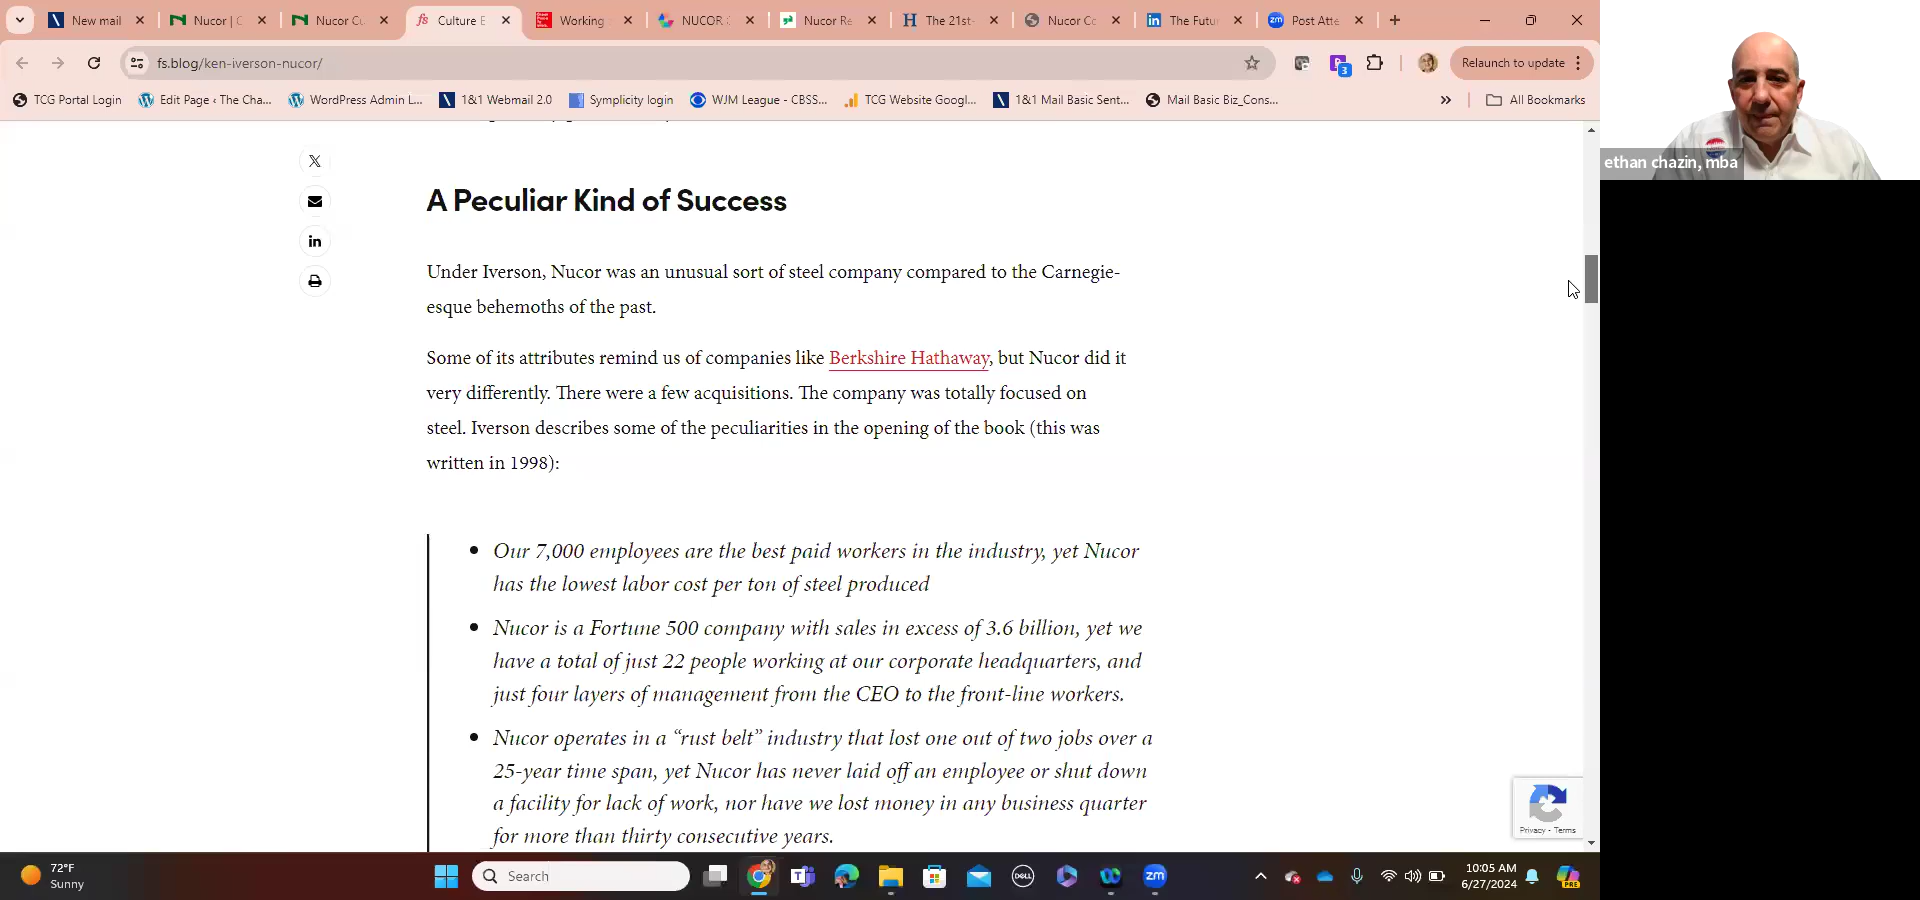 New mail
Nucor | C
Nucor Cu
Culture E
Working
NUCOR
Nucor Re
The 21st-
Nucor Co
The Futur
Post Atte
fs.blog/ken-iverson-nucor/
Relaunch to update
TCG Portal Login
Edit Page ‹ The Cha...
WordPress Admin L...
1&1 Webmail 2.0
Symplicity login
WJM League - CBSS...
TCG Website Googl...
1&1 Mail Basic Sent...
Mail Basic Biz_Cons...
All Bookmarks
ethan chazin, mba
A Peculiar Kind of Success
Under Iverson, Nucor was an unusual sort of steel company compared to the Carnegie-
esque behemoths of the past.
Some of its attributes remind us of companies like Berkshire Hathaway, but Nucor did it
very differently. There were a few acquisitions. The company was totally focused on
steel. Iverson describes some of the peculiarities in the opening of the book (this was
written in 1998):
• Our 7,000 employees are the best paid workers in the industry, yet Nucor
has the lowest labor cost per ton of steel produced
• Nucor is a Fortune 500 company with sales in excess of 3.6 billion, yet we
have a total of just 22 people working at our corporate headquarters, and
just four layers of management from the CEO to the front-line workers.
• Nucor operates in a “rust belt” industry that lost one out of two jobs over a
25-year time span, yet Nucor has never laid off an employee or shut down
a facility for lack of work, nor have we lost money in any business quarter
for more than thirty consecutive years.
Privacy - Terms
72°F
Sunny
Search
10:05 AM
6/27/2024